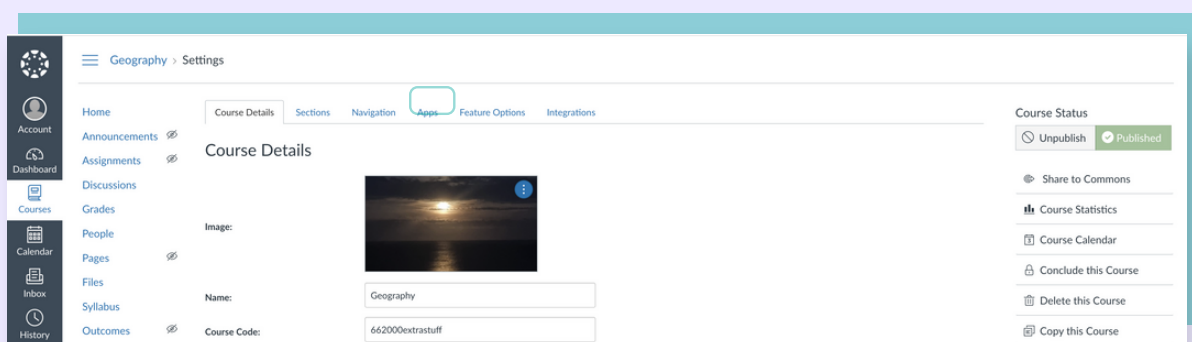 Geography > Settings
Account
Dashboard
Courses
Calendar
Inbox
History
Home
Announcements
Assignments
Discussions
Grades
People
Pages
Files
Syllabus
Outcomes
Course Details Sections Navigation Apps Feature Options Integrations
Course Details
Image:
Name: Geography
Course Code: 662000extrastuff
Course Status
Unpublish Published
Share to Commons
Course Statistics
Course Calendar
Conclude this Course
Delete this Course
Copy this Course